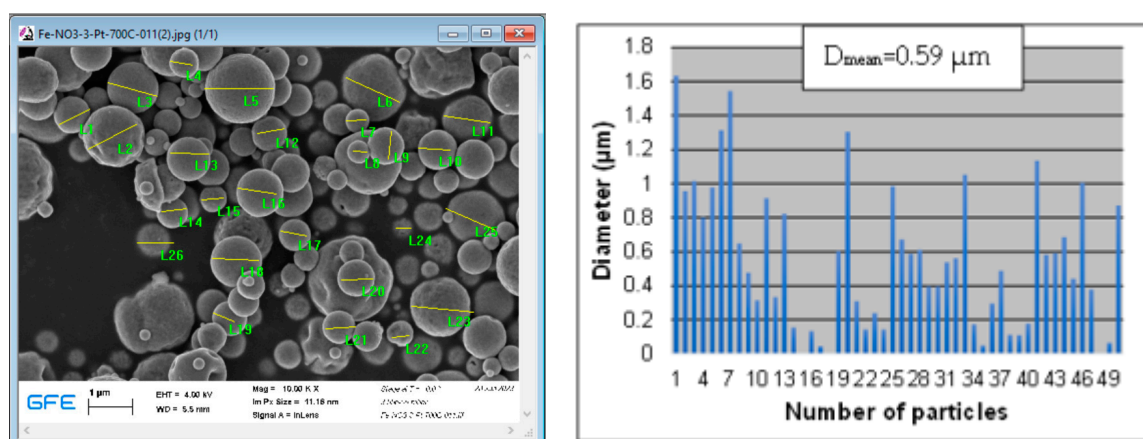 Fe-NO3-3-Pt-700C-011(2).jpg (1/1)
L4
L3
L5
L6
L1
L7
L11
L2
L12
L9
L10
L8
L13
L16
L15
L14
L25
L17
L24
L26
L18
L20
L19
L23
L21
L22
GFE
1 µm
EHT = 4.00 kV
WD = 5.5 mm
Mag = 10.00 K X
Im Px Size = 11.16 nm
Signal A = InLens
Dmean=0.59 µm
Diameter (µm)
1.8
1.6
1.4
1.2
1
0.8
0.6
0.4
0.2
0
1 4 7 10 13 16 19 22 25 28 31 34 37 40 43 46 49
Number of particles